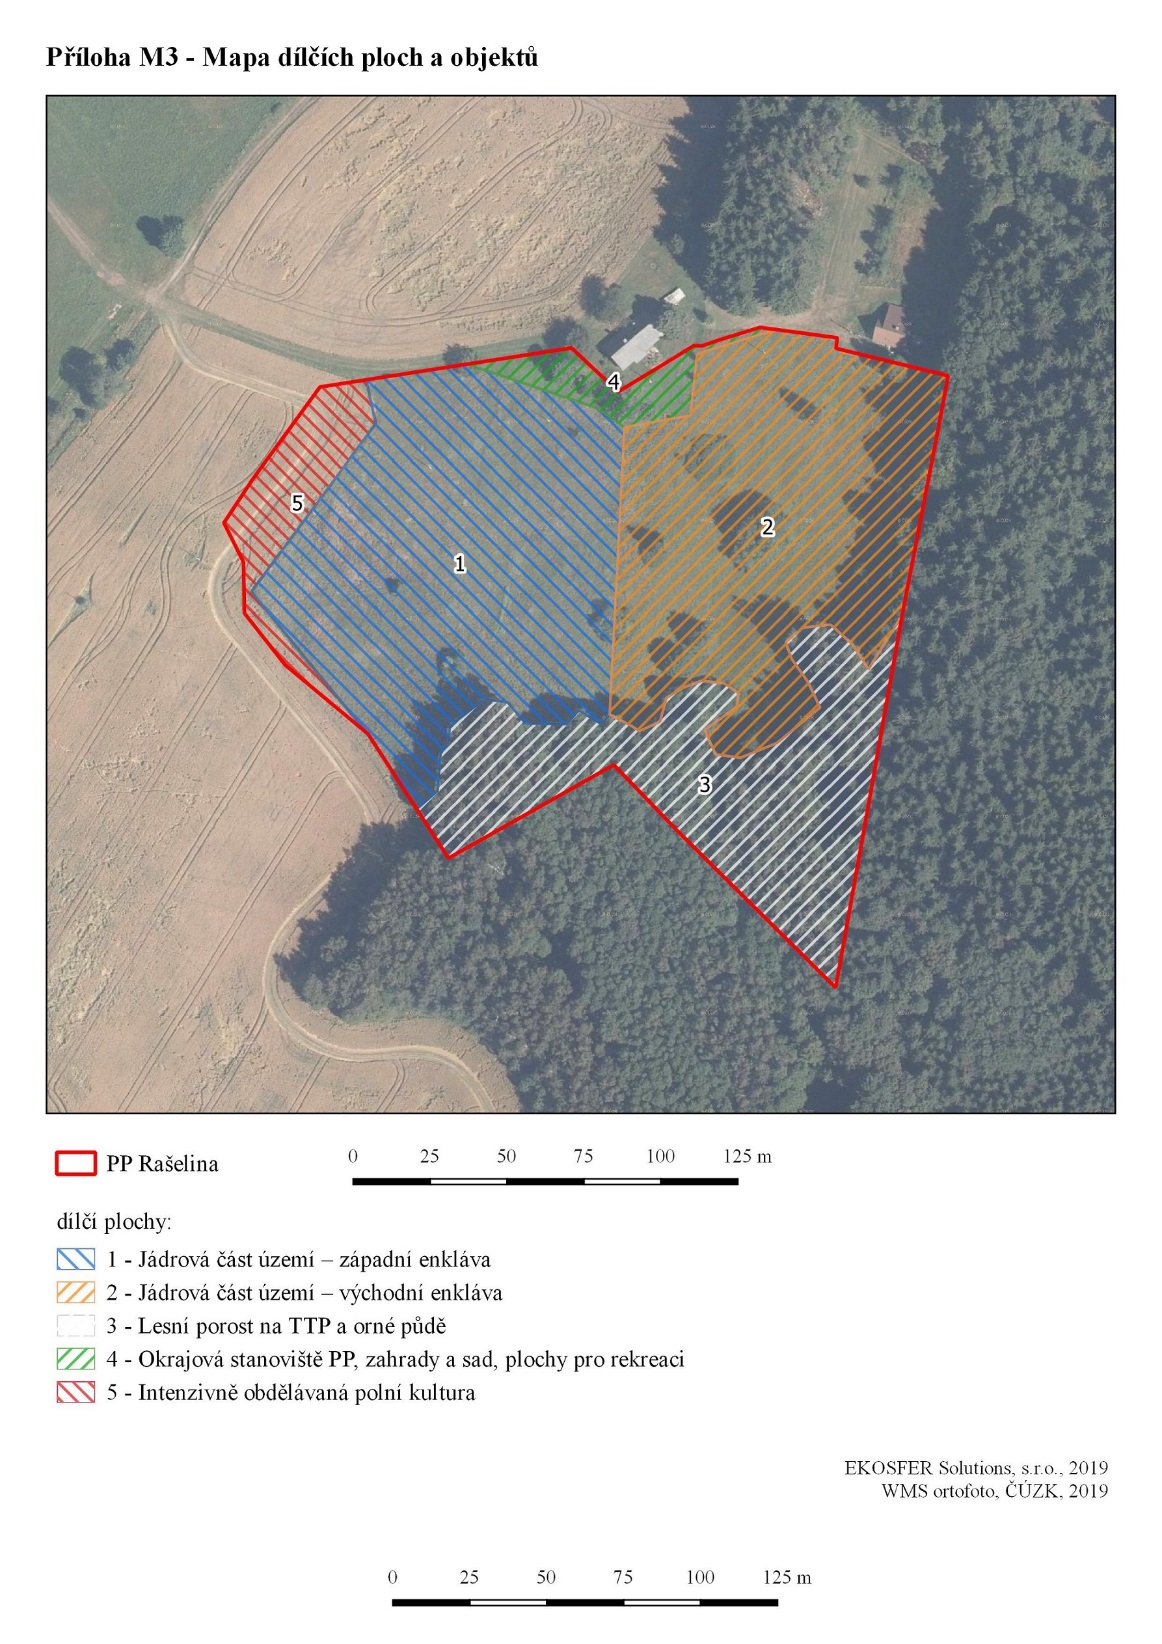 Příloha M3 - Mapa dílčích ploch a objektů
4
5
2
1
3
PP Rašelina
0 25 50 75 100 125 m
dílčí plochy:
1 - Jádrová část území – západní enkláva
2 - Jádrová část území – východní enkláva
3 - Lesní porost na TTP a orné půdě
4 - Okrajová stanoviště PP, zahrady a sad, plochy pro rekreaci
5 - Intenzivně obdělávaná polní kultura
EKOSFER Solutions, s.r.o., 2019
WMS ortofoto, ČÚZK, 2019
0 25 50 75 100 125 m